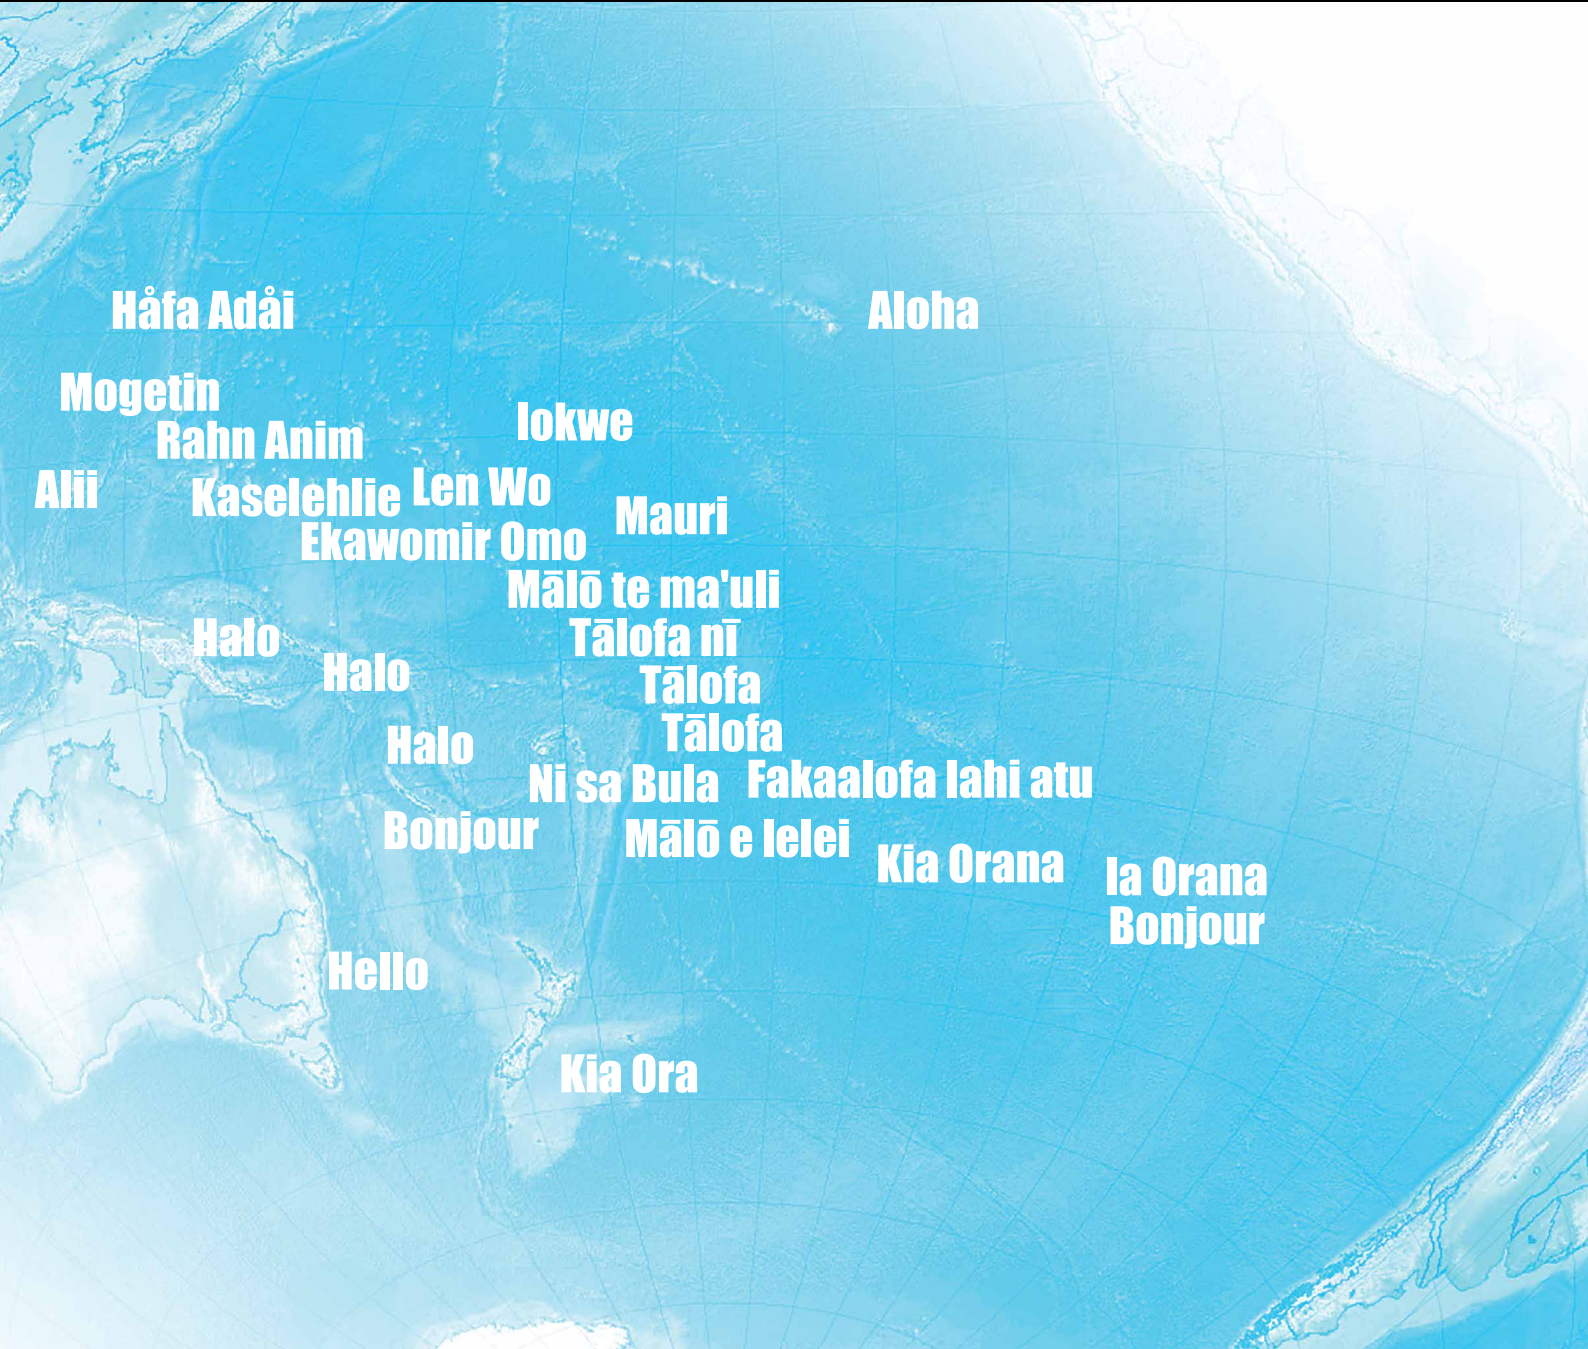 Håfa Adåi
Aloha
Mogetin
Iokwe
Rahn Anim
Alii
Kaselehlie
Len Wo
Mauri
Ekawomir Omo
Mālō te ma'uli
Halo
Tālofa nī
Halo
Tālofa
Tālofa
Halo
Ni sa Bula
Fakaalofa lahi atu
Bonjour
Mālō e lelei
Kia Orana
Ia Orana
Bonjour
Hello
Kia Ora